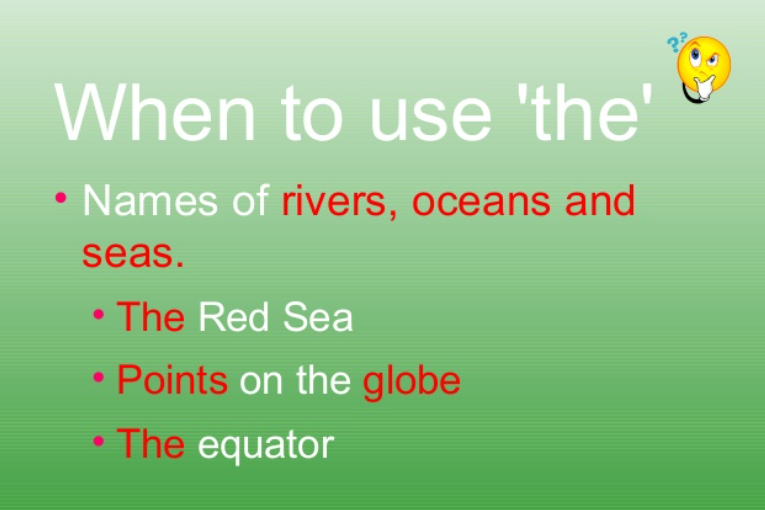 When to use 'the'
• Names of rivers, oceans and
seas.
• The Red Sea
• Points on the globe
• The equator